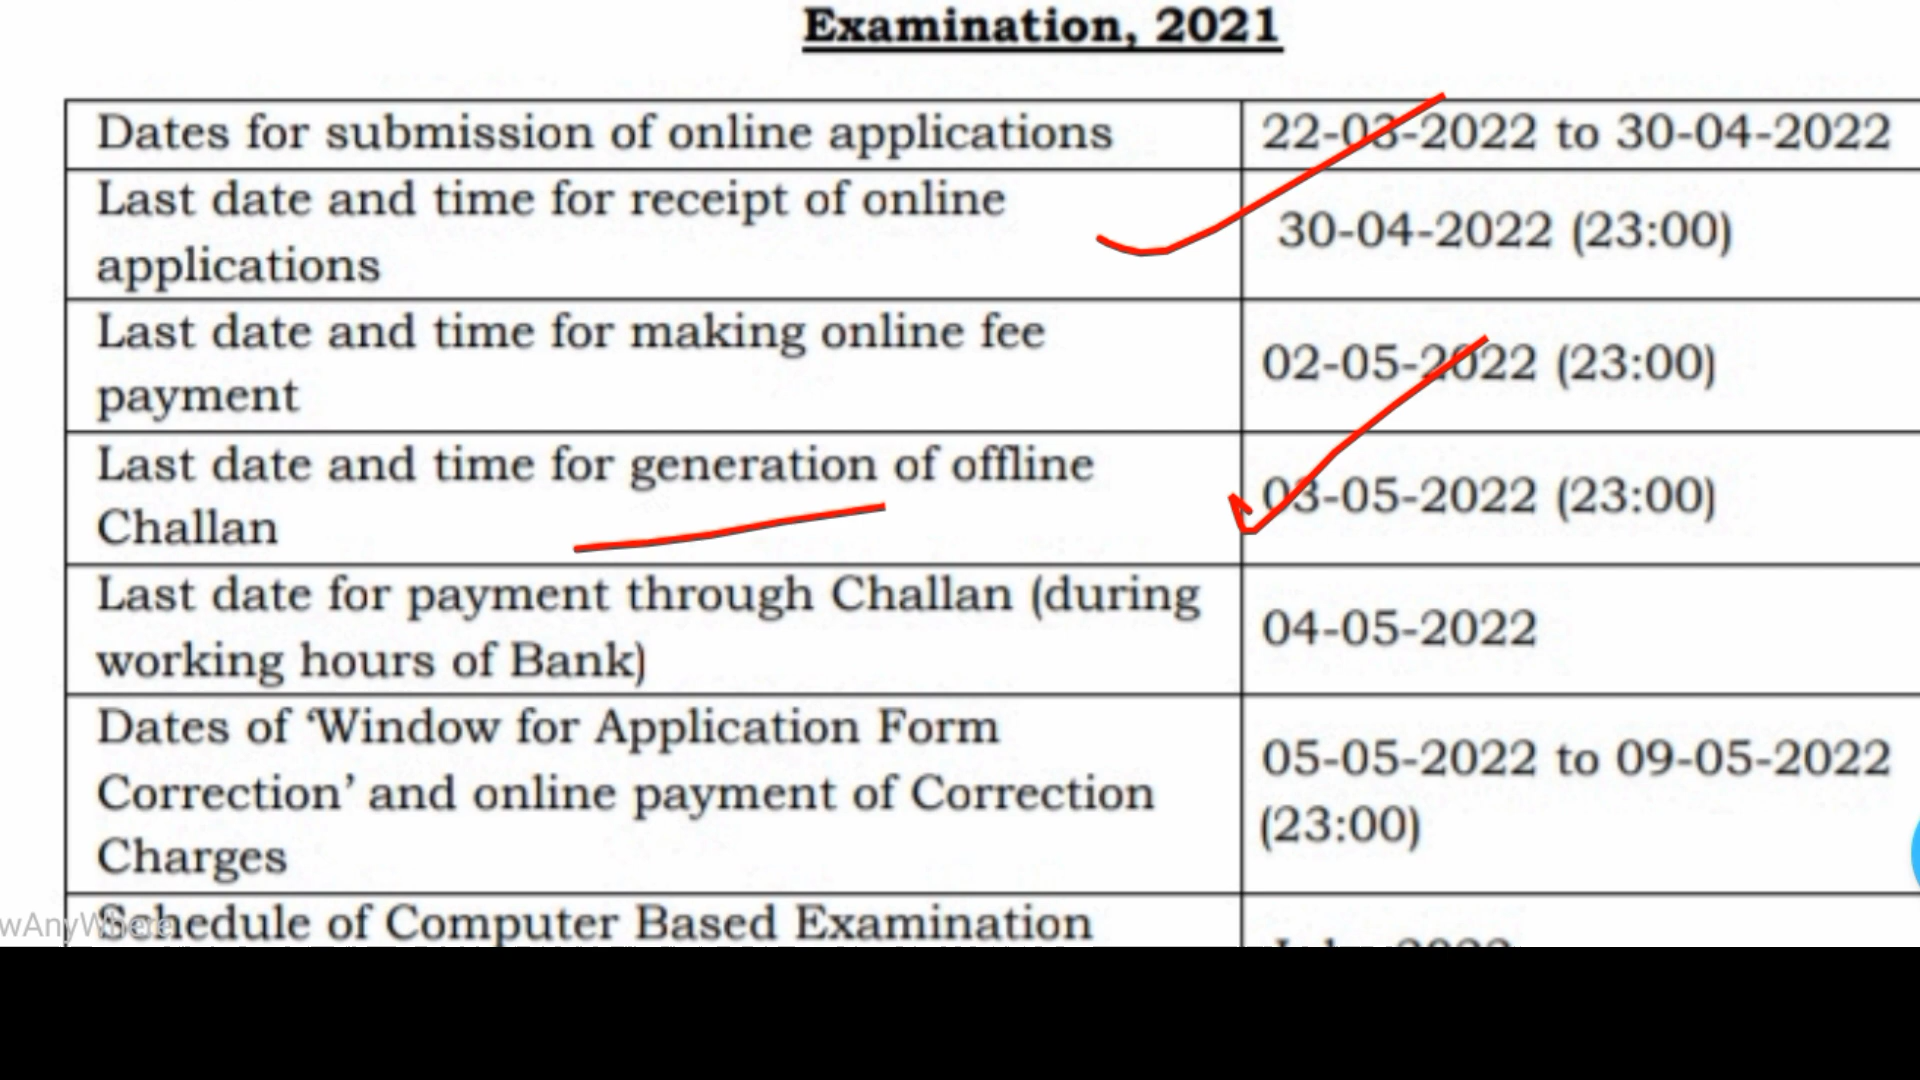 Examination, 2021
Dates for submission of online applications
22-03-2022 to 30-04-2022
Last date and time for receipt of online
applications
30-04-2022 (23:00)
Last date and time for making online fee
payment
02-05-2022 (23:00)
Last date and time for generation of offline
Challan
03-05-2022 (23:00)
Last date for payment through Challan (during
working hours of Bank)
04-05-2022
Dates of ‘Window for Application Form
Correction’ and online payment of Correction
Charges
05-05-2022 to 09-05-2022
(23:00)
Schedule of Computer Based Examination